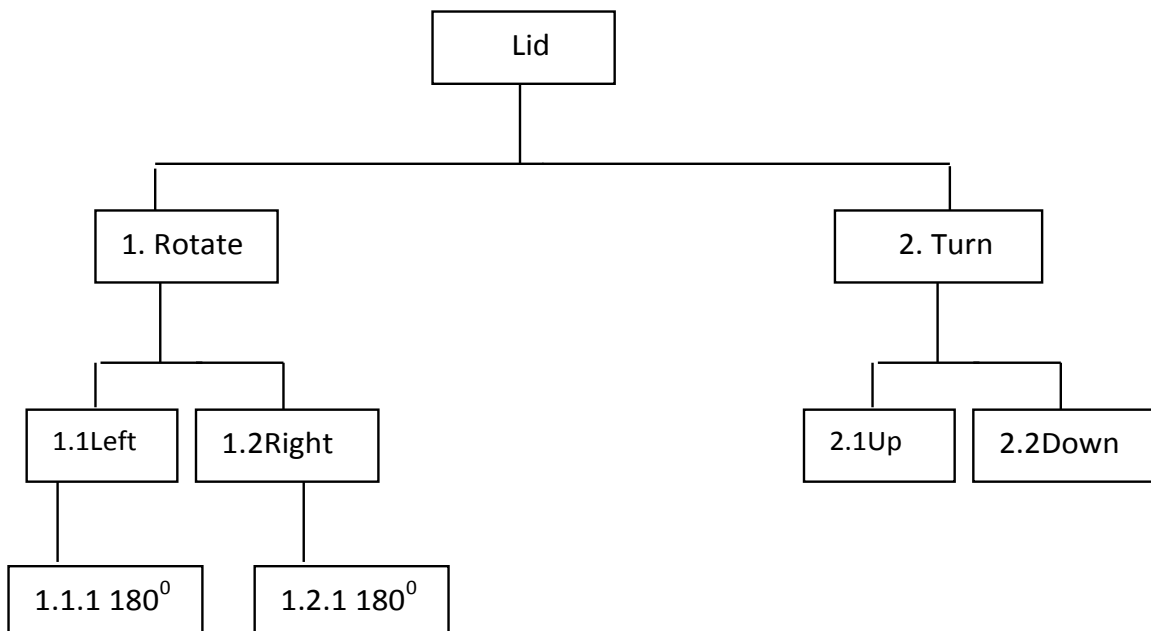 Lid
1. Rotate
2. Turn
1.1Left
1.2Right
2.1Up
2.2Down
1.1.1 180⁰
1.2.1 180⁰